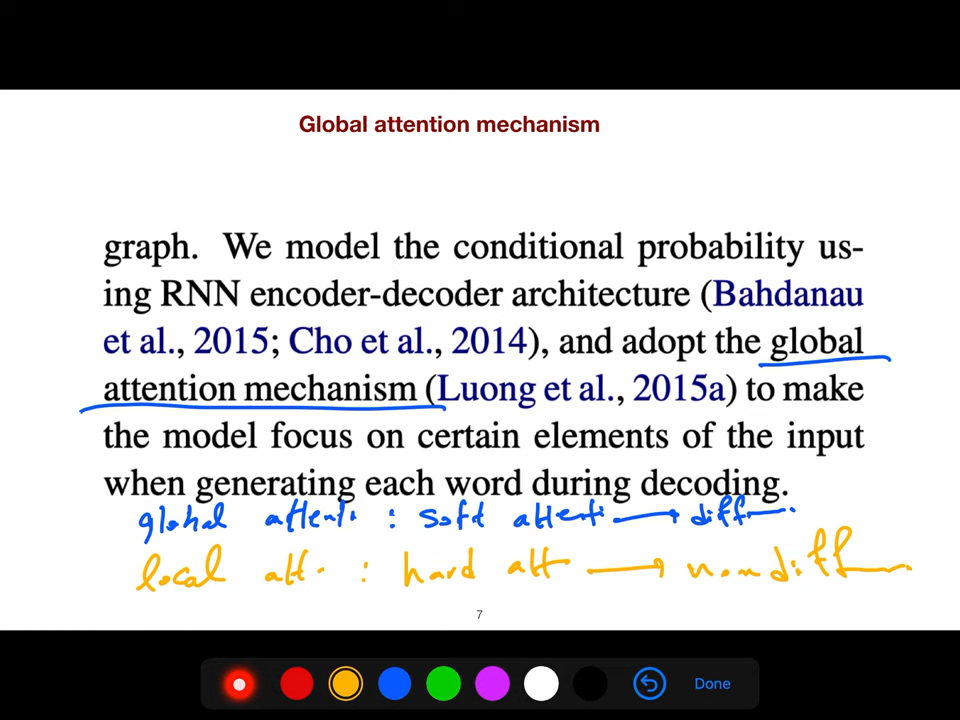 Global attention mechanism
graph. We model the conditional probability us-
ing RNN encoder-decoder architecture (Bahdanau
et al., 2015; Cho et al., 2014), and adopt the global
attention mechanism (Luong et al., 2015a) to make
the model focus on certain elements of the input
when generating each word during decoding.
global attenti : soft attenti → diff
local att : hard att → nondiff
7
Done